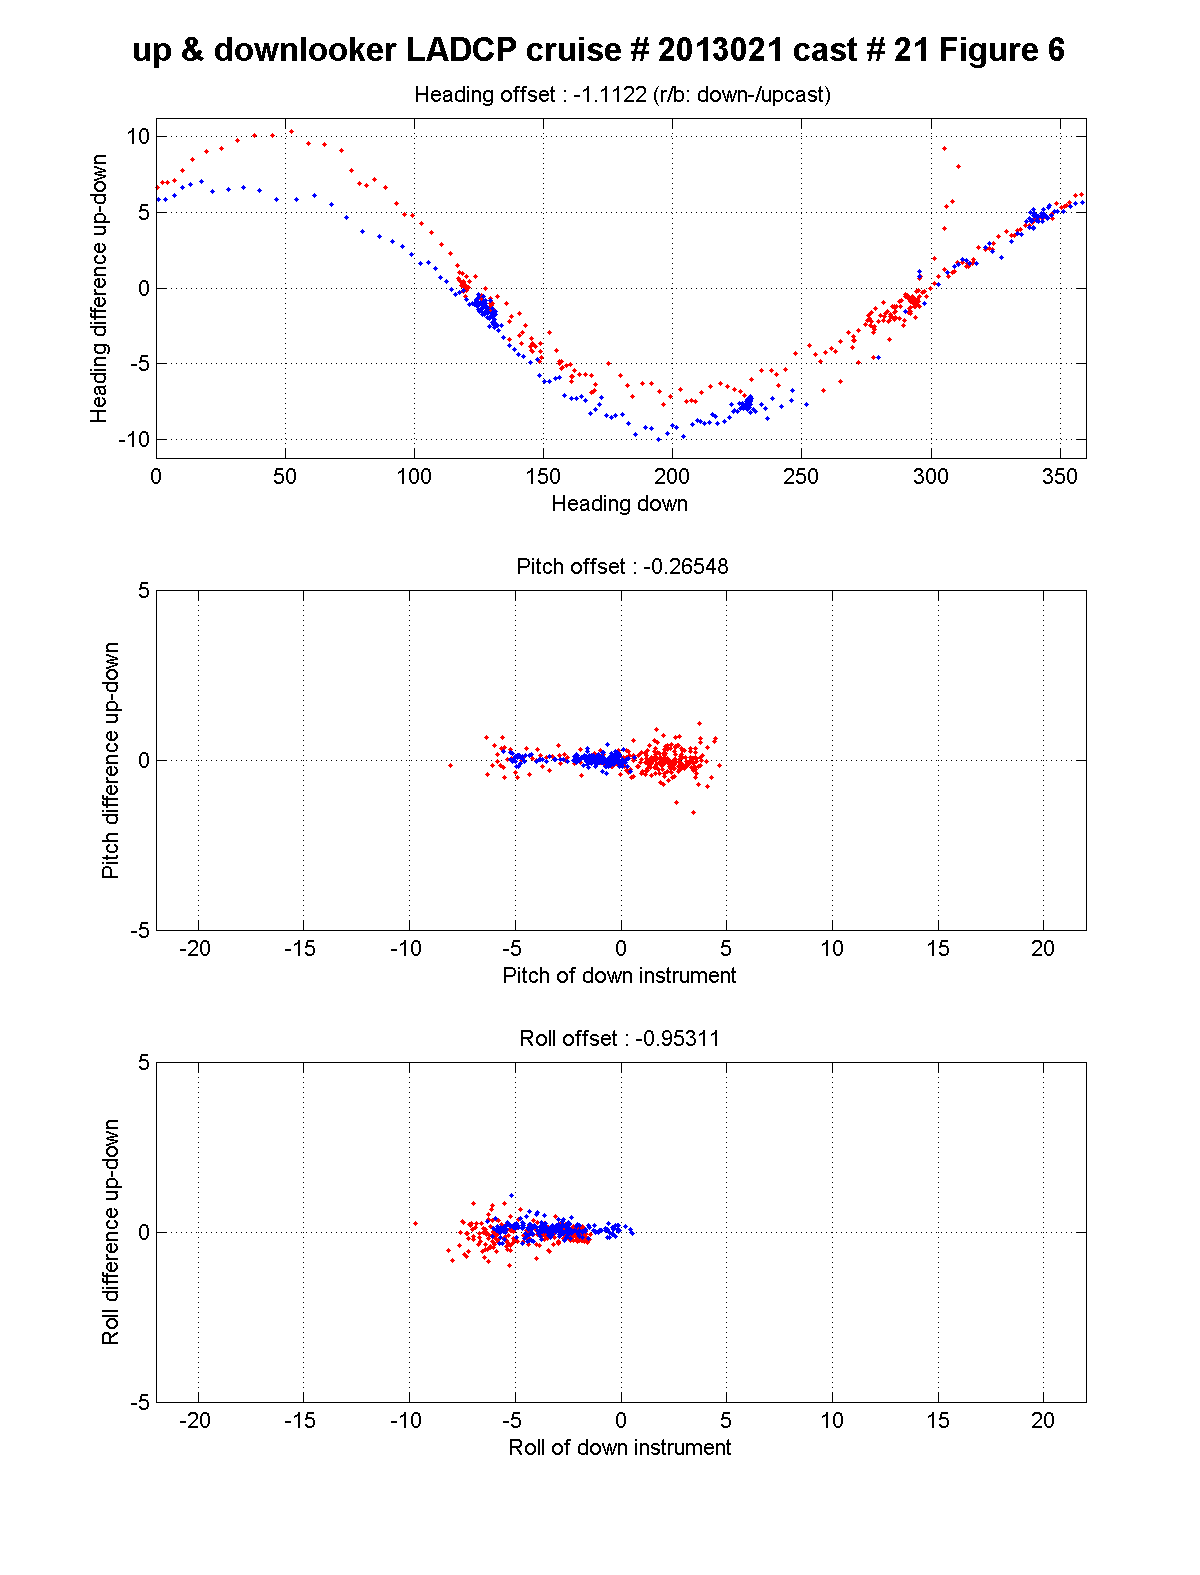 up & downlooker LADCP cruise # 2013021 cast # 21 Figure 6
Heading offset : -1.1122 (r/b: down-/upcast)
Heading difference up-down
10
5
0
-5
-10
0 50 100 150 200 250 300 350
Heading down
Pitch offset : -0.26548
Pitch difference up-down
5
0
-5
-20 -15 -10 -5 0 5 10 15 20
Pitch of down instrument
Roll offset : -0.95311
Roll difference up-down
5
0
-5
-20 -15 -10 -5 0 5 10 15 20
Roll of down instrument